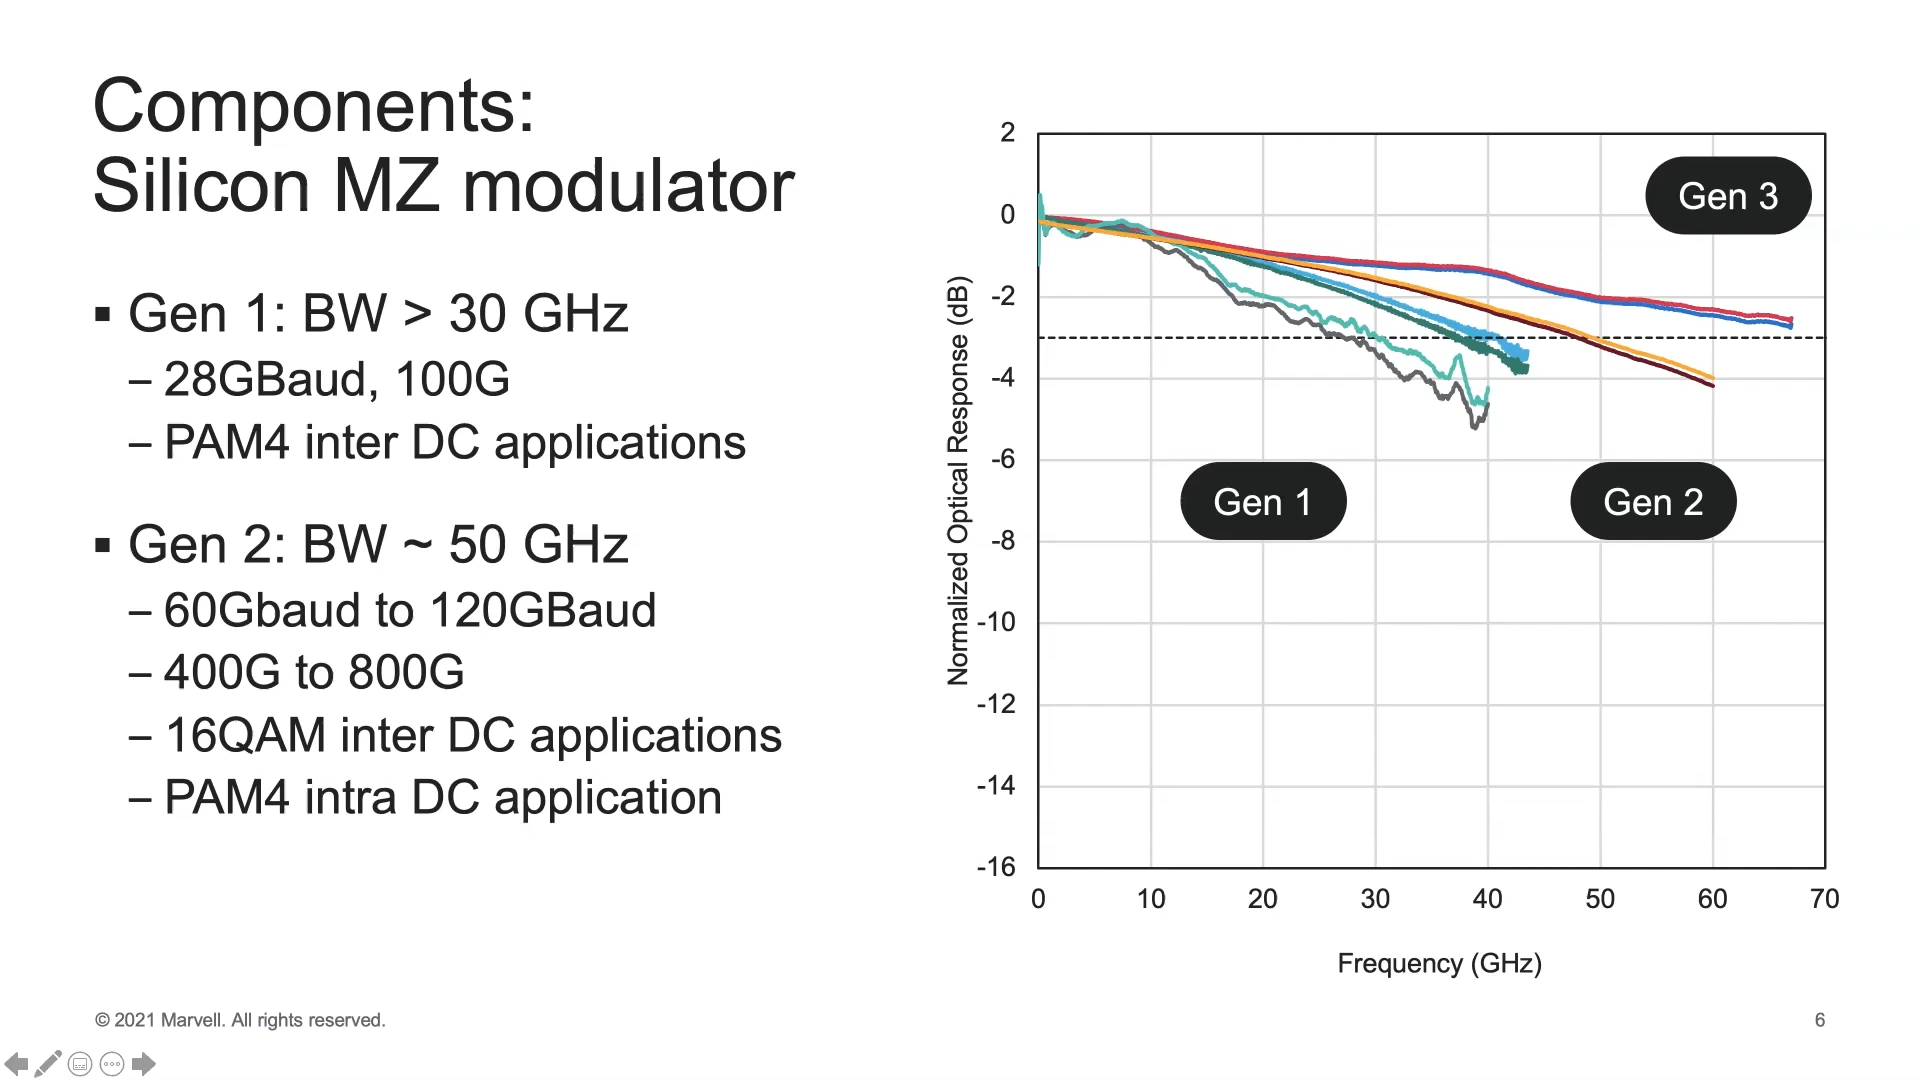 Components:
Silicon MZ modulator
▪ Gen 1: BW > 30 GHz
– 28GBaud, 100G
– PAM4 inter DC applications
▪ Gen 2: BW ~ 50 GHz
– 60Gbaud to 120GBaud
– 400G to 800G
– 16QAM inter DC applications
– PAM4 intra DC application
Normalized Optical Response (dB)
2
0
-2
-4
-6
-8
-10
-12
-14
-16
Gen 3
Gen 1
Gen 2
0 10 20 30 40 50 60 70
Frequency (GHz)
© 2021 Marvell. All rights reserved.
6